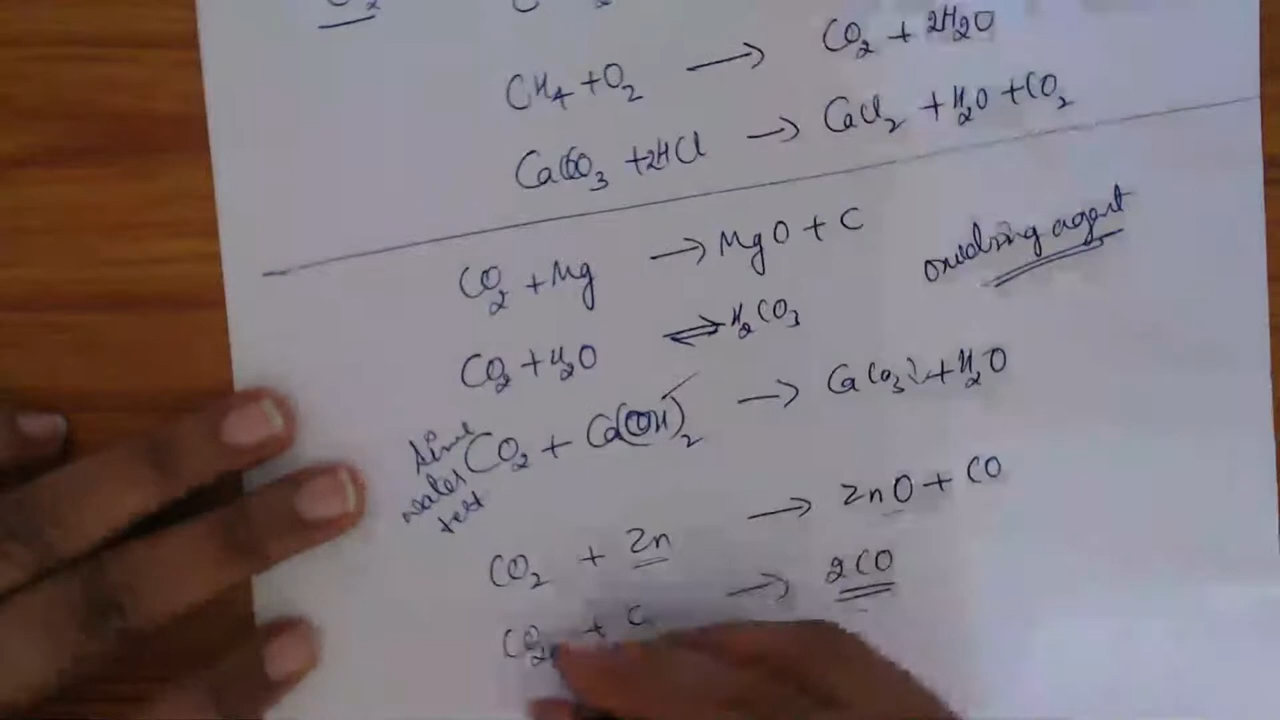 CH4 + O2 → CO2 + 2H2O
CaCO3 + 2HCl → CaCl2 + H2O + CO2
CO2 + Mg → MgO + C
oxidising agent
CO2 + H2O ⇌ H2CO3
CO2 + Ca(OH)2 → CaCO3↓ + H2O
Lime
water
test
CO2 + Zn → ZnO + CO
CO2 + C → 2CO